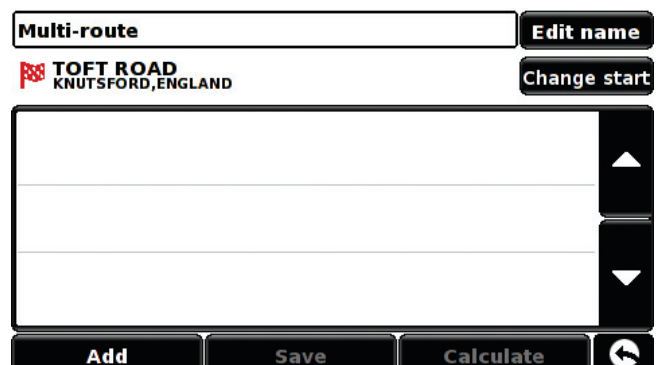 Multi-route
Edit name
TOFT ROAD
KNUTSFORD,ENGLAND
Change start
Add
Save
Calculate